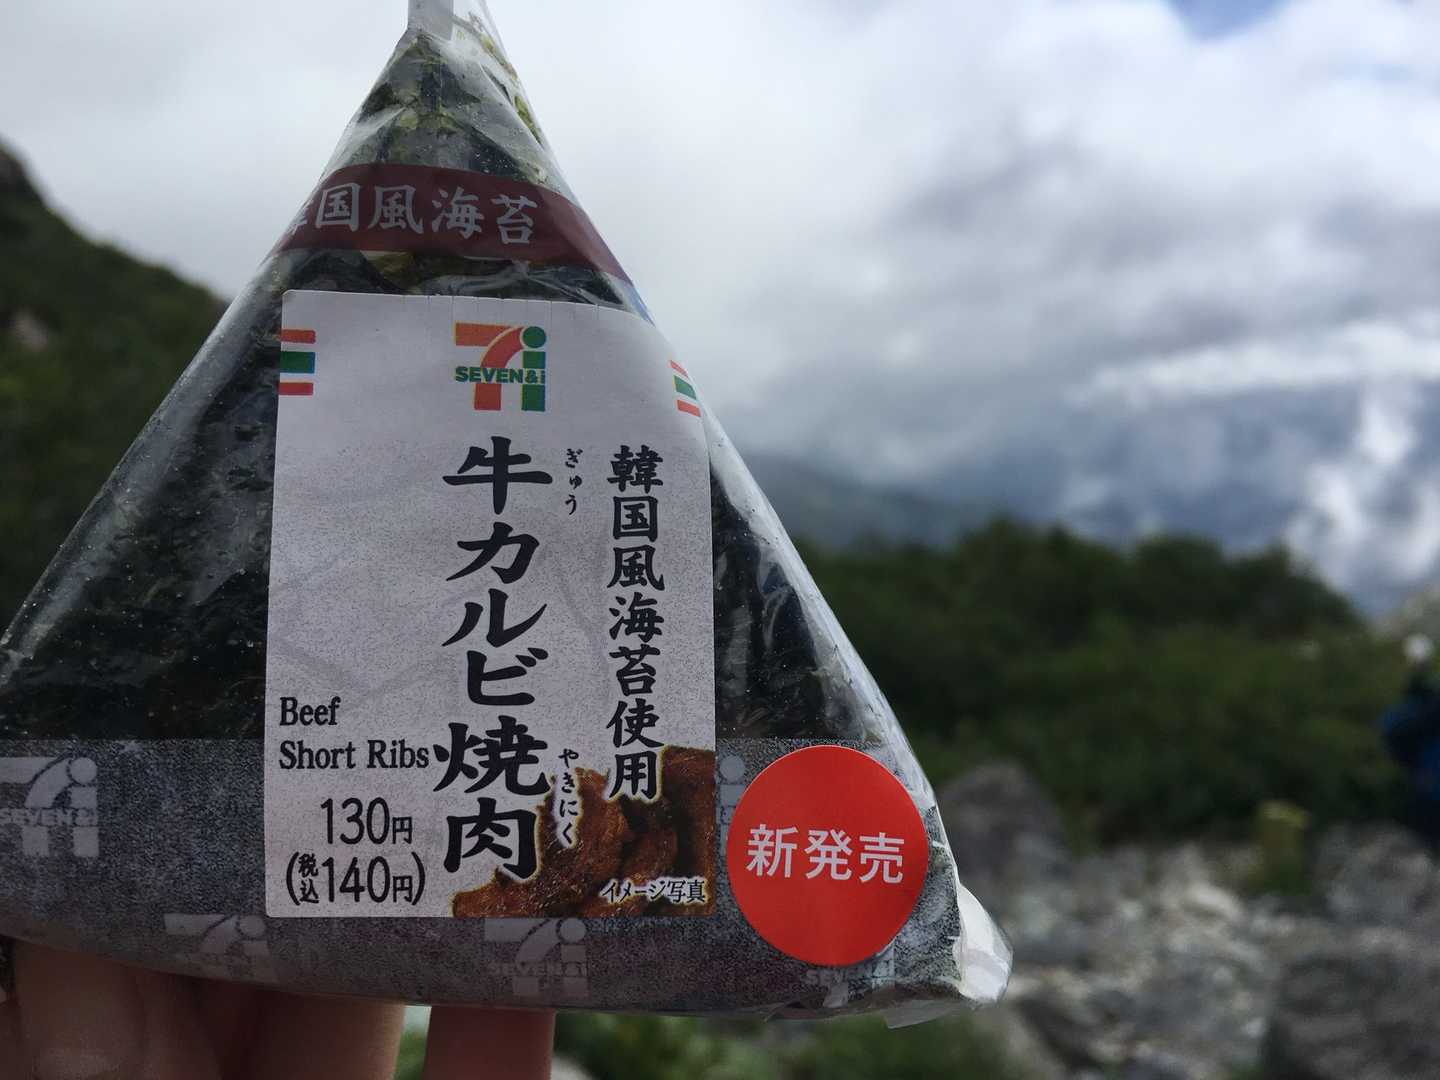 韓国風海苔
SEVEN&i
韓国風海苔使用
牛カルビ焼肉
ぎゅう
やきにく
Beef
Short Ribs
130円
(税込140円)
イメージ写真
新発売
SEVEN&i
SEVEN&i